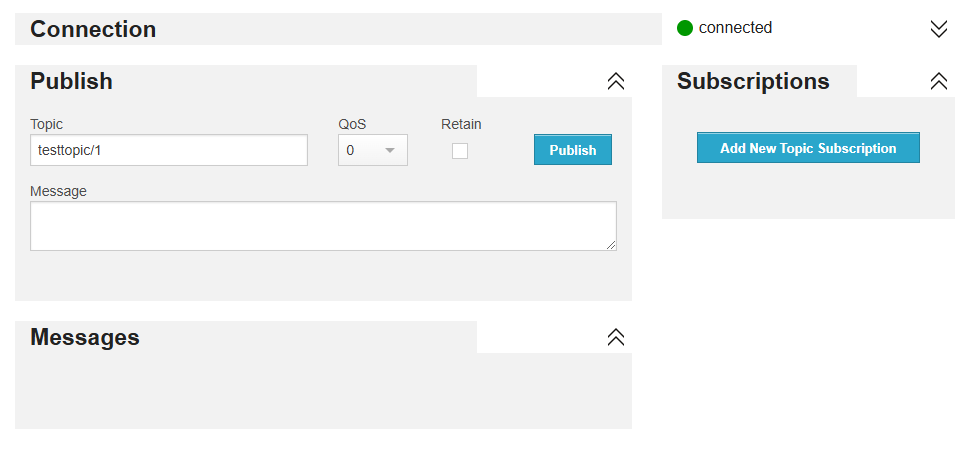 Connection
connected
Publish
Subscriptions
Topic
QoS
Retain
testtopic/1
0
Publish
Add New Topic Subscription
Message
Messages